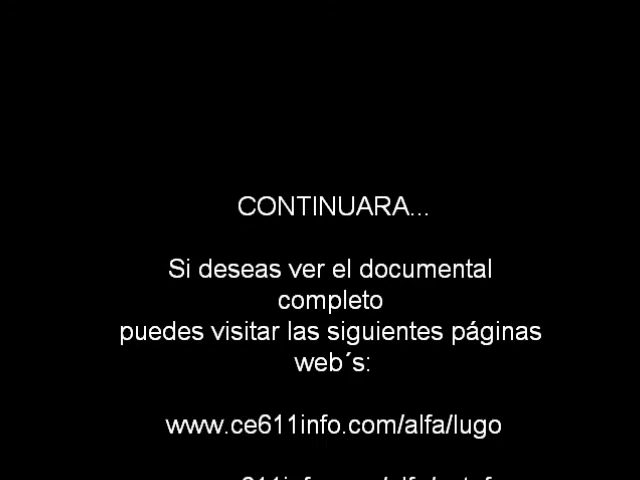 CONTINUARA...
Si deseas ver el documental
completo
puedes visitar las siguientes páginas
web´s:
www.ce611info.com/alfa/lugo